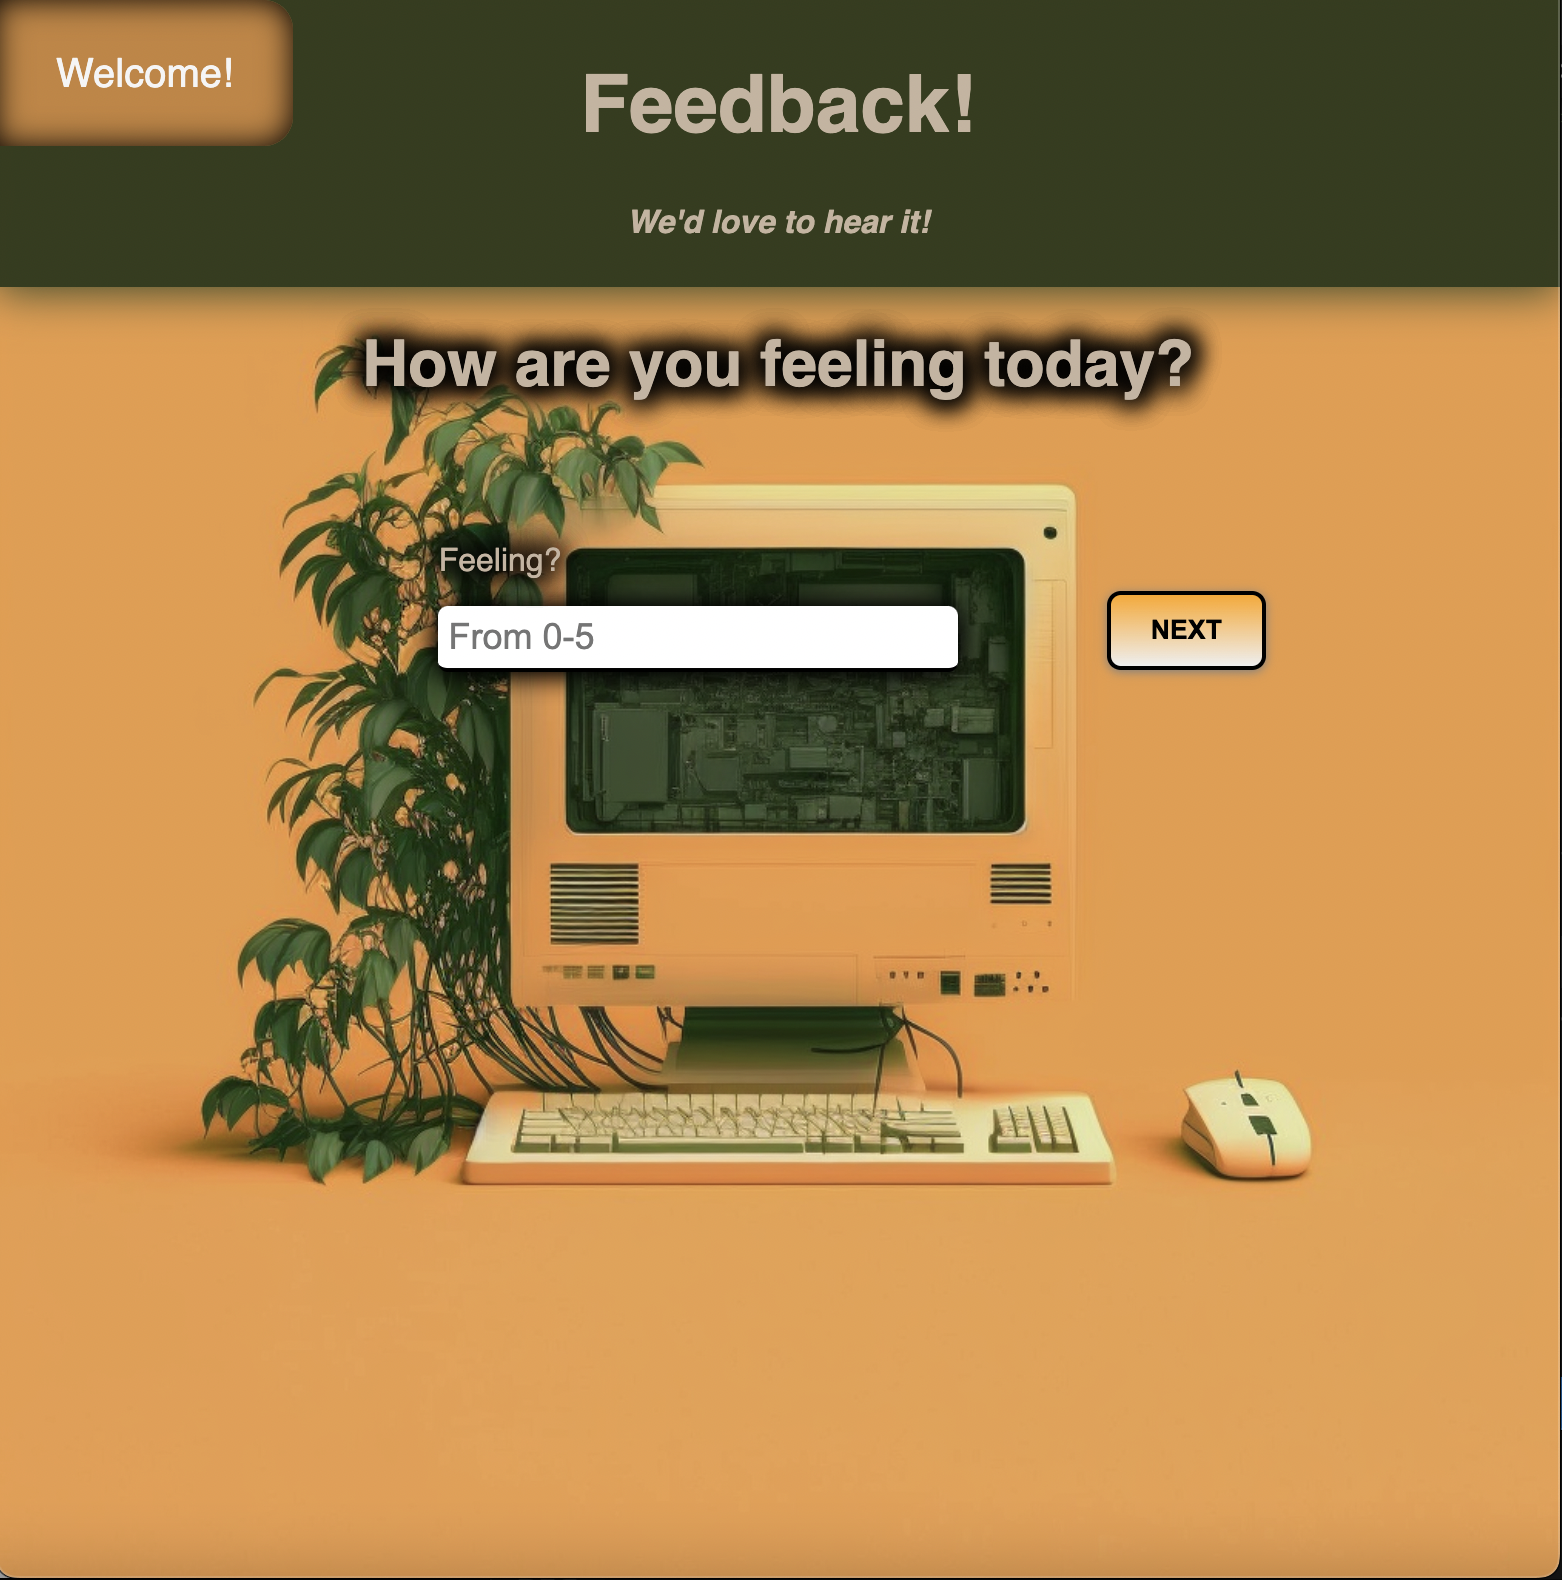 Welcome!
Feedback!
We'd love to hear it!
How are you feeling today?
Feeling?
From 0-5
NEXT